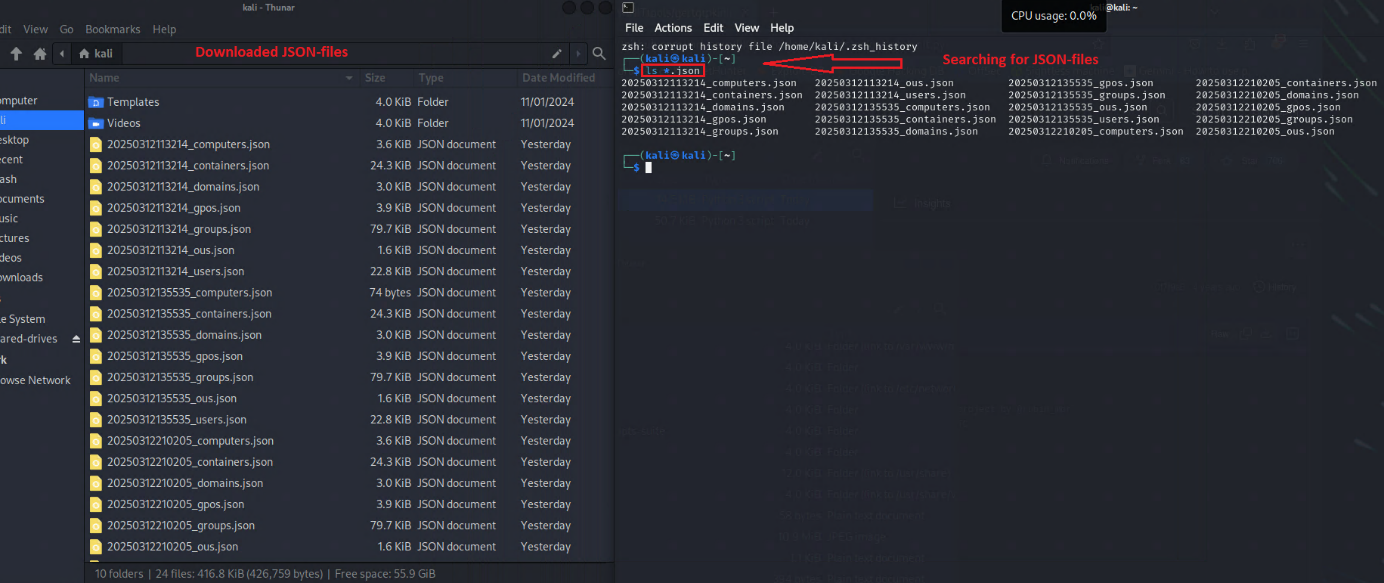 kali - Thunar
dit View Go Bookmarks Help
kali
Downloaded JSON-files
Name Size Type Date Modified
omputer
li
esktop
ecent
ash
ocuments
usic
ctures
deos
ownloads
s
le System
ared-drives
rk
owse Network
Templates 4.0 KiB Folder 11/01/2024
Videos 4.0 KiB Folder 11/01/2024
20250312113214_computers.json 3.6 KiB JSON document Yesterday
20250312113214_containers.json 24.3 KiB JSON document Yesterday
20250312113214_domains.json 3.0 KiB JSON document Yesterday
20250312113214_gpos.json 3.9 KiB JSON document Yesterday
20250312113214_groups.json 79.7 KiB JSON document Yesterday
20250312113214_ous.json 1.6 KiB JSON document Yesterday
20250312113214_users.json 22.8 KiB JSON document Yesterday
20250312135535_computers.json 74 bytes JSON document Yesterday
20250312135535_containers.json 24.3 KiB JSON document Yesterday
20250312135535_domains.json 3.0 KiB JSON document Yesterday
20250312135535_gpos.json 3.9 KiB JSON document Yesterday
20250312135535_groups.json 79.7 KiB JSON document Yesterday
20250312135535_ous.json 1.6 KiB JSON document Yesterday
20250312135535_users.json 22.8 KiB JSON document Yesterday
20250312210205_computers.json 3.6 KiB JSON document Yesterday
20250312210205_containers.json 24.3 KiB JSON document Yesterday
20250312210205_domains.json 3.0 KiB JSON document Yesterday
20250312210205_gpos.json 3.9 KiB JSON document Yesterday
20250312210205_groups.json 79.7 KiB JSON document Yesterday
20250312210205_ous.json 1.6 KiB JSON document Yesterday
10 folders | 24 files: 416.8 KiB (426,759 bytes) | Free space: 55.9 GiB
kali@kali: ~
CPU usage: 0.0%
File Actions Edit View Help
zsh: corrupt history file /home/kali/.zsh_history
┌──(kali㉿kali)-[~]
└─$ ls *.json
Searching for JSON-files
20250312113214_computers.json 20250312113214_ous.json 20250312135535_gpos.json 20250312210205_containers.json
20250312113214_containers.json 20250312113214_users.json 20250312135535_groups.json 20250312210205_domains.json
20250312113214_domains.json 20250312135535_computers.json 20250312135535_ous.json 20250312210205_gpos.json
20250312113214_gpos.json 20250312135535_containers.json 20250312135535_users.json 20250312210205_groups.json
20250312113214_groups.json 20250312135535_domains.json 20250312210205_computers.json 20250312210205_ous.json
┌──(kali㉿kali)-[~]
└─$